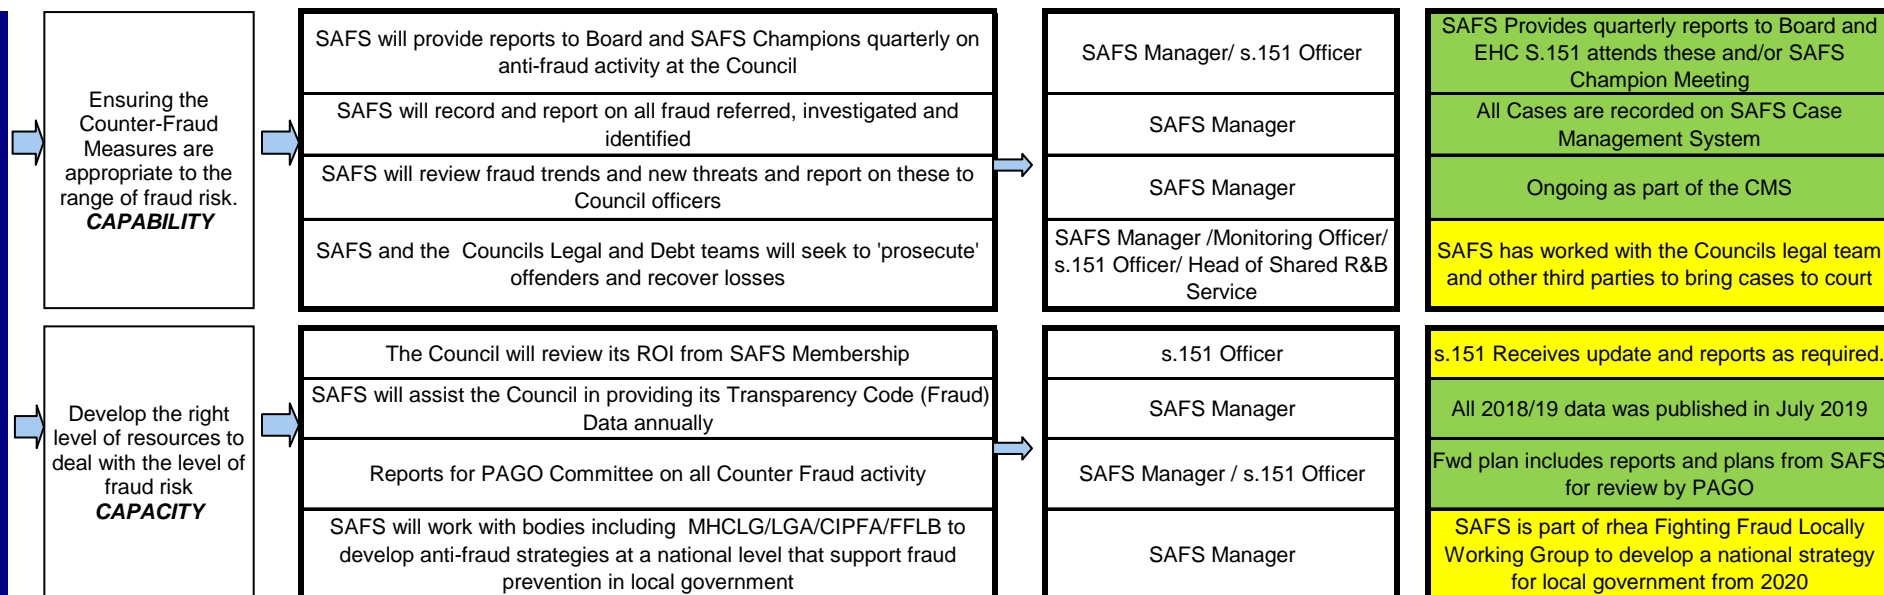 Ensuring the
Counter-Fraud
Measures are
appropriate to the
range of fraud risk.
CAPABILITY
SAFS will provide reports to Board and SAFS Champions quarterly on
anti-fraud activity at the Council
SAFS Manager/ s.151 Officer
SAFS Provides quarterly reports to Board and
EHC S.151 attends these and/or SAFS
Champion Meeting
SAFS will record and report on all fraud referred, investigated and
identified
SAFS Manager
All Cases are recorded on SAFS Case
Management System
SAFS will review fraud trends and new threats and report on these to
Council officers
SAFS Manager
Ongoing as part of the CMS
SAFS and the  Councils Legal and Debt teams will seek to 'prosecute'
offenders and recover losses
SAFS Manager /Monitoring Officer/
s.151 Officer/ Head of Shared R&B
Service
SAFS has worked with the Councils legal team
and other third parties to bring cases to court
Develop the right
level of resources to
deal with the level of
fraud risk
CAPACITY
The Council will review its ROI from SAFS Membership
s.151 Officer
s.151 Receives update and reports as required.
SAFS will assist the Council in providing its Transparency Code (Fraud)
Data annually
SAFS Manager
All 2018/19 data was published in July 2019
Reports for PAGO Committee on all Counter Fraud activity
SAFS Manager / s.151 Officer
Fwd plan includes reports and plans from SAFS
for review by PAGO
SAFS will work with bodies including  MHCLG/LGA/CIPFA/FFLB to
develop anti-fraud strategies at a national level that support fraud
prevention in local government
SAFS Manager
SAFS is part of rhea Fighting Fraud Locally
Working Group to develop a national strategy
for local government from 2020